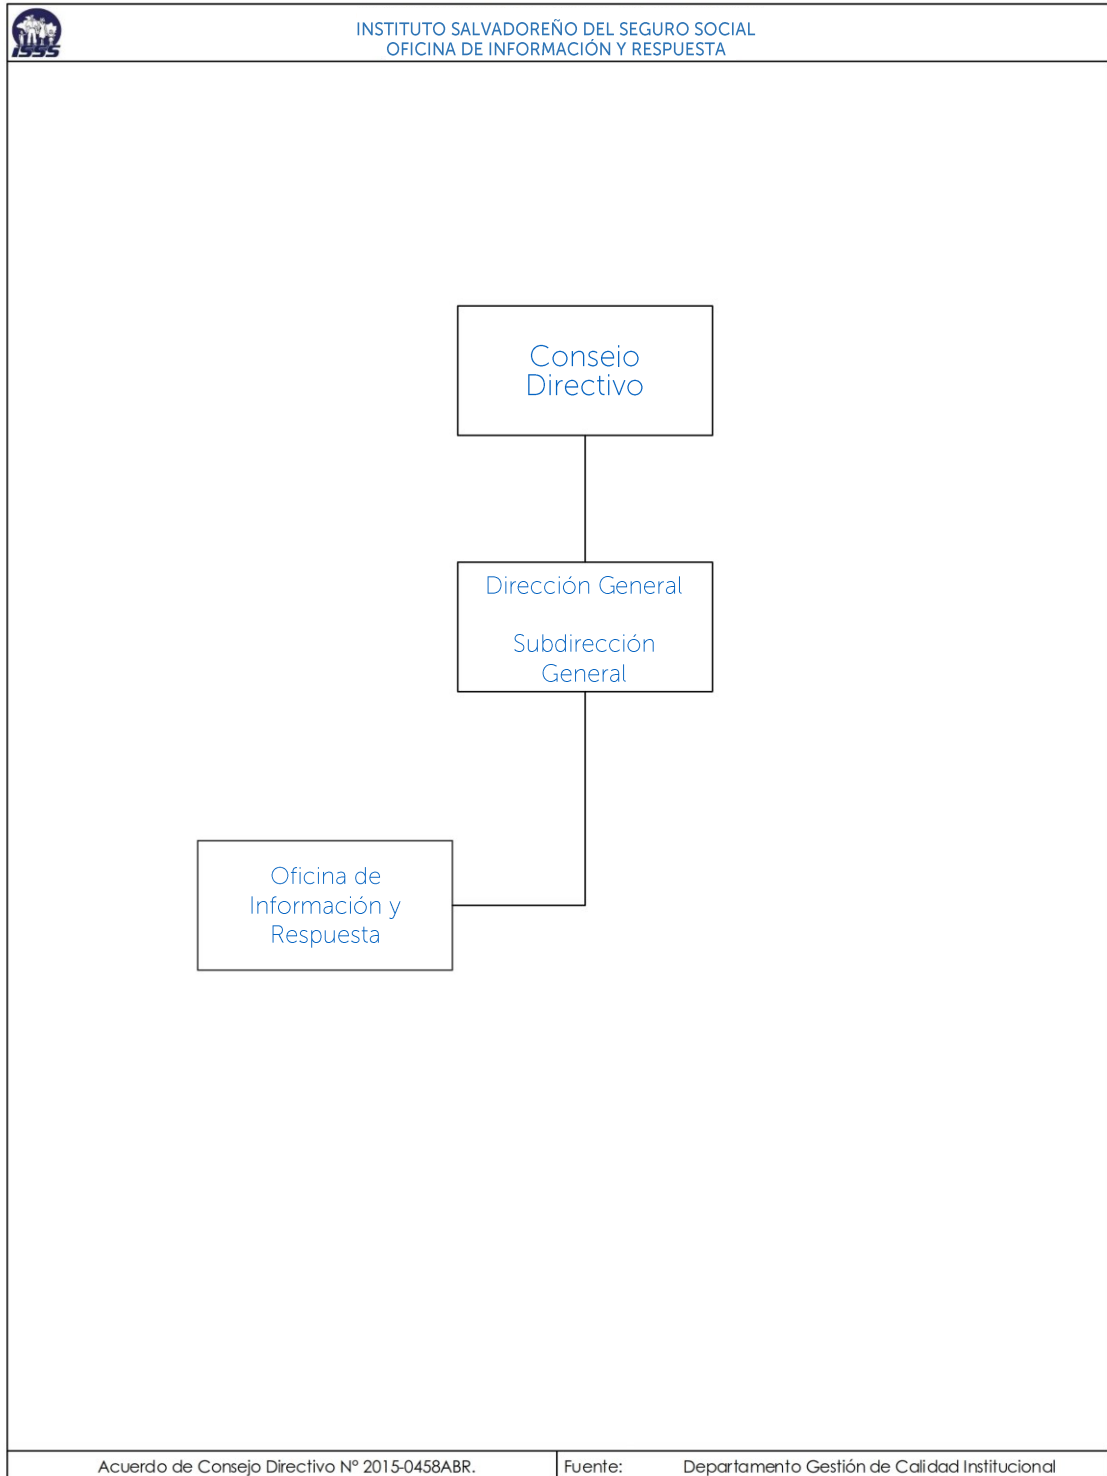 ISSS
INSTITUTO SALVADOREÑO DEL SEGURO SOCIAL
OFICINA DE INFORMACIÓN Y RESPUESTA
Conseio
Directivo
Dirección General
Subdirección
General
Oficina de
Información y
Respuesta
Acuerdo de Consejo Directivo N° 2015-0458ABR.
Fuente: Departamento Gestión de Calidad Institucional